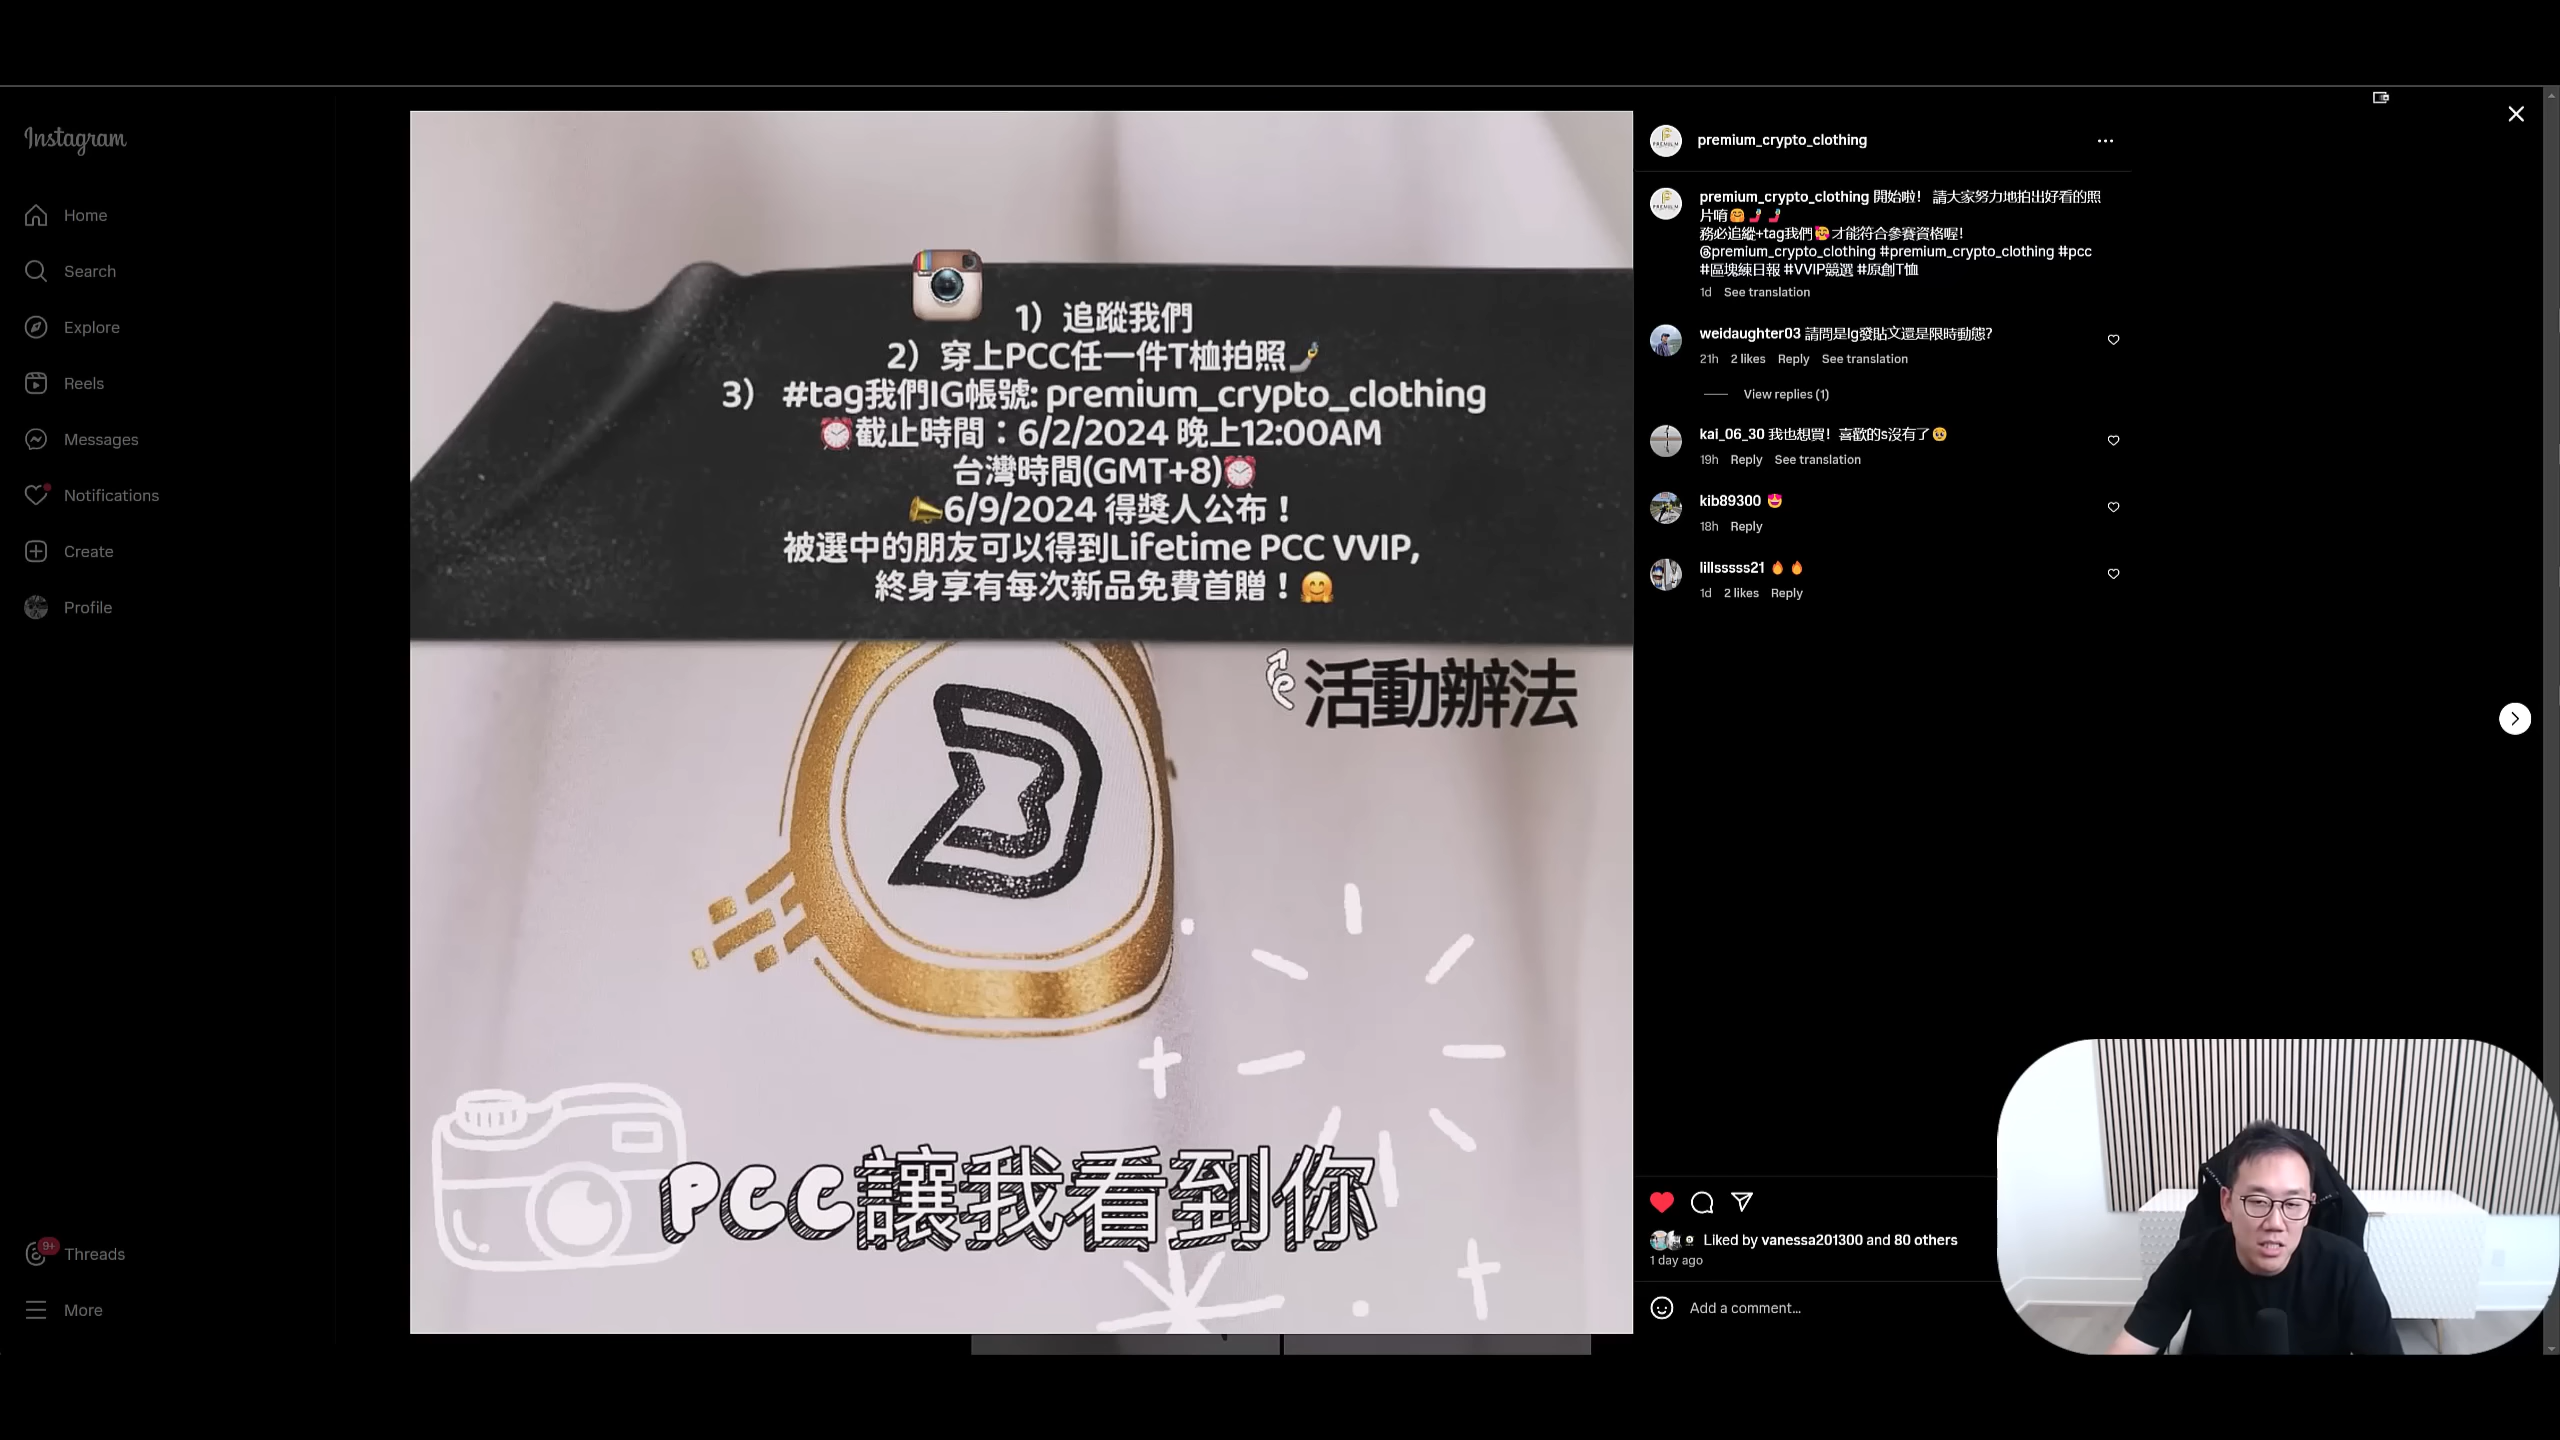 Instagram
Home
Search
Explore
Reels
Messages
Notifications
Create
Profile
9+
Threads
More
1）追蹤我們
2）穿上PCC任一件T桖拍照
3） #tag我們IG帳號: premium_crypto_clothing
截止時間：6/2/2024 晚上12:00AM
台灣時間(GMT+8)
6/9/2024 得獎人公布！
被選中的朋友可以得到Lifetime PCC VVIP,
終身享有每次新品免費首贈！
活動辦法
PCC讓我看到你
premium_crypto_clothing
premium_crypto_clothing 開始啦！ 請大家努力地拍出好看的照
片唷
務必追縱+tag我們才能符合參賽資格喔！
@premium_crypto_clothing #premium_crypto_clothing #pcc
#區塊練日報 #VVIP競選 #原創T恤
1d See translation
weidaughter03 請問是Ig發貼文還是限時動態?
21h 2 likes Reply See translation
View replies (1)
kai_06_30 我也想買！喜歡的s沒有了
19h Reply See translation
kib89300
18h Reply
lillsssss21
1d 2 likes Reply
Liked by vanessa201300 and 80 others
1 day ago
Add a comment...